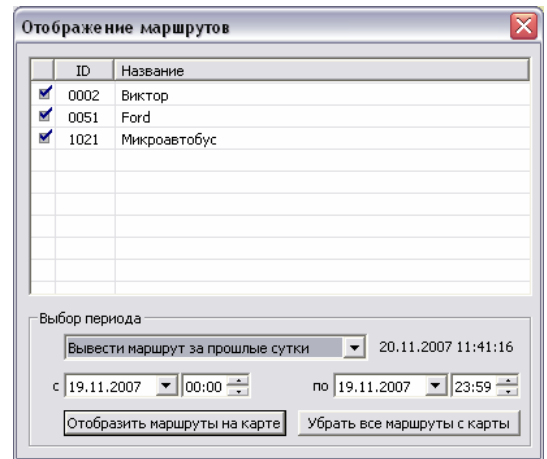 Отображение маршрутов
ID Название
0002 Виктор
0051 Ford
1021 Микроавтобус
Выбор периода
Вывести маршрут за прошлые сутки 20.11.2007 11:41:16
с 19.11.2007 00:00 по 19.11.2007 23:59
Отобразить маршруты на карте Убрать все маршруты с карты